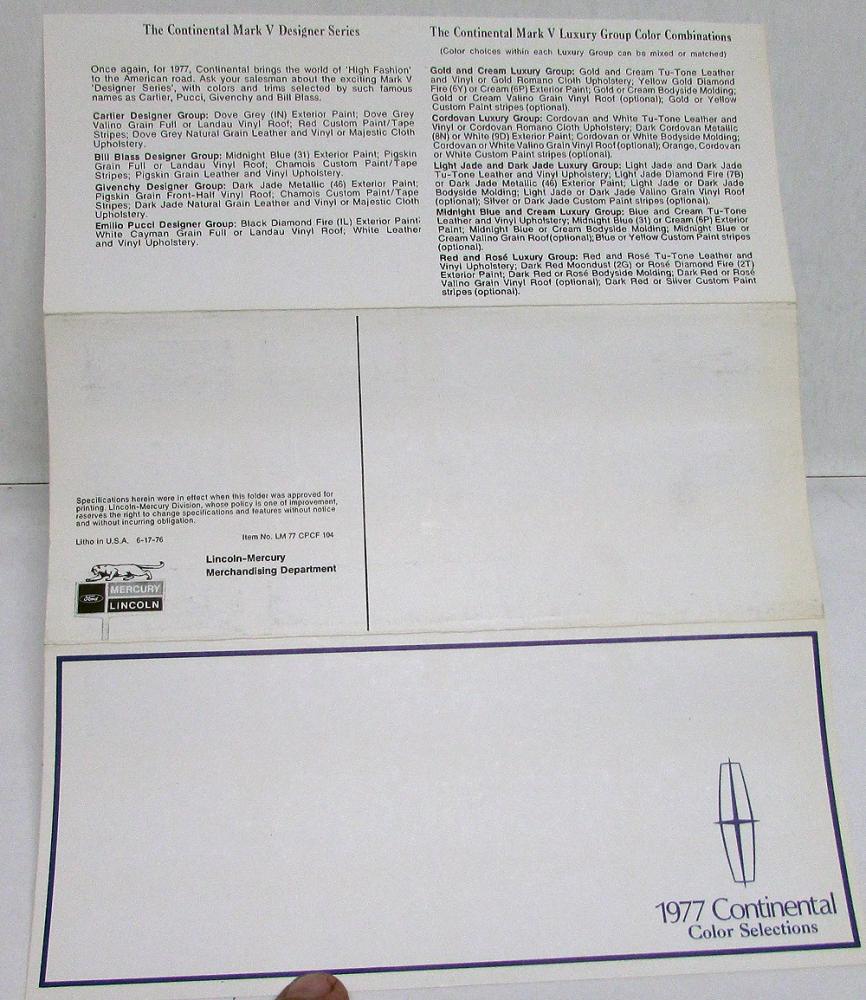 The Continental Mark V Designer Series
Once again, for 1977, Continental brings the world of 'High Fashion'
to the American road. Ask your salesman about the exciting Mark V
'Designer Series', with colors and trims selected by such famous
names as Cartier, Pucci, Givenchy and Bill Blass.
Cartier Designer Group: Dove Grey (IN) Exterior Paint; Dove Grey
Valino Grain Full or Landau Vinyl Roof; Red Custom Paint/Tape
Stripes; Dove Grey Natural Grain Leather and Vinyl or Majestic Cloth
Upholstery.
Bill Blass Designer Group: Midnight Blue (31) Exterior Paint; Pigskin
Grain Full or Landau Vinyl Roof; Chamois Custom Paint/Tape
Stripes; Pigskin Grain Leather and Vinyl Upholstery.
Givenchy Designer Group: Dark Jade Metallic (46) Exterior Paint;
Pigskin Grain Front-Half Vinyl Roof; Chamois Custom Paint/Tape
Stripes; Dark Jade Natural Grain Leather and Vinyl or Majestic Cloth
Upholstery.
Emilio Pucci Designer Group: Black Diamond Fire (IL) Exterior Paint;
White Cayman Grain Full or Landau Vinyl Roof; White Leather
and Vinyl Upholstery.
The Continental Mark V Luxury Group Color Combinations
(Color choices within each Luxury Group can be mixed or matched)
Gold and Cream Luxury Group: Gold and Cream Tu-Tone Leather
and Vinyl or Gold Romano Cloth Upholstery; Yellow Gold Diamond
Fire (6Y) or Cream (6P) Exterior Paint; Gold or Cream Bodyside Molding;
Gold or Cream Valino Grain Vinyl Roof (optional); Gold or Yellow
Custom Paint stripes (optional).
Cordovan Luxury Group: Cordovan and White Tu-Tone Leather and
Vinyl or Cordovan Romano Cloth Upholstery; Dark Cordovan Metallic
(8N) or White (9D) Exterior Paint; Cordovan or White Bodyside Molding;
Cordovan or White Valino Grain Vinyl Roof (optional); Orange, Cordovan
or White Custom Paint stripes (optional).
Light Jade and Dark Jade Luxury Group: Light Jade and Dark Jade
Tu-Tone Leather and Vinyl Upholstery; Light Jade Diamond Fire (7B)
or Dark Jade Metallic (46) Exterior Paint; Light Jade or Dark Jade
Bodyside Molding; Light Jade or Dark Jade Valino Grain Vinyl Roof
(optional); Silver or Dark Jade Custom Paint stripes (optional).
Midnight Blue and Cream Luxury Group: Blue and Cream Tu-Tone
Leather and Vinyl Upholstery; Midnight Blue (31) or Cream (6P) Exterior
Paint; Midnight Blue or Cream Bodyside Molding; Midnight Blue or
Cream Valino Grain Roof (optional); Blue or Yellow Custom Paint stripes
(optional).
Red and Rosé Luxury Group: Red and Rosé Tu-Tone Leather and
Vinyl Upholstery; Dark Red Moondust (2G) or Rosé Diamond Fire (2T)
Exterior Paint; Dark Red or Rosé Bodyside Molding; Dark Red or Rosé
Valino Grain Vinyl Roof (optional); Dark Red or Silver Custom Paint
stripes (optional).
Specifications herein were in effect when this folder was approved for
printing. Lincoln-Mercury Division, whose policy is one of improvement,
reserves the right to change specifications and features without notice
and without incurring obligation.
Litho in U.S.A. 6-17-76
Item No. LM 77 CPCF 104
Lincoln-Mercury
Merchandising Department
Ford
MERCURY
LINCOLN
1977 Continental
Color Selections